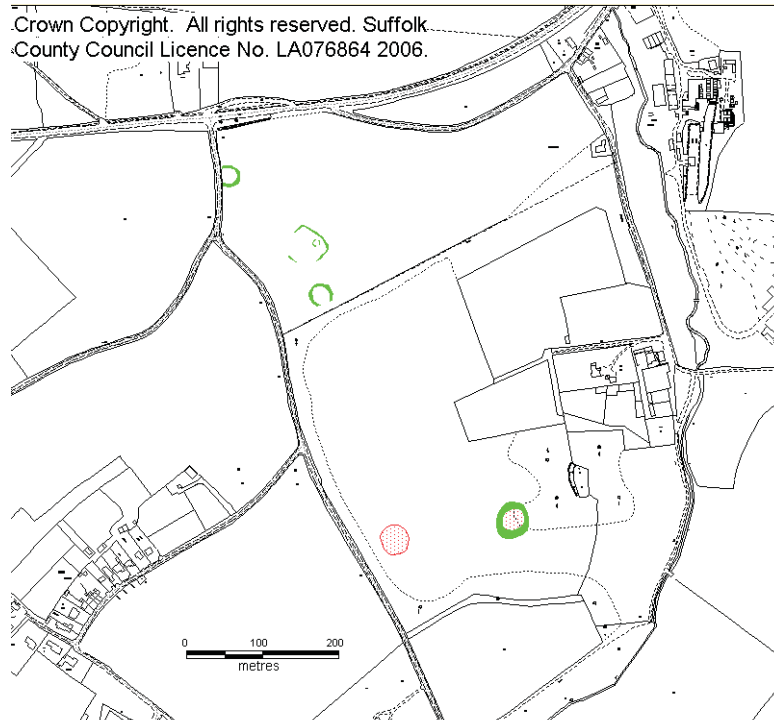 Crown Copyright. All rights reserved. Suffolk
County Council Licence No. LA076864 2006.
0 100 200
metres